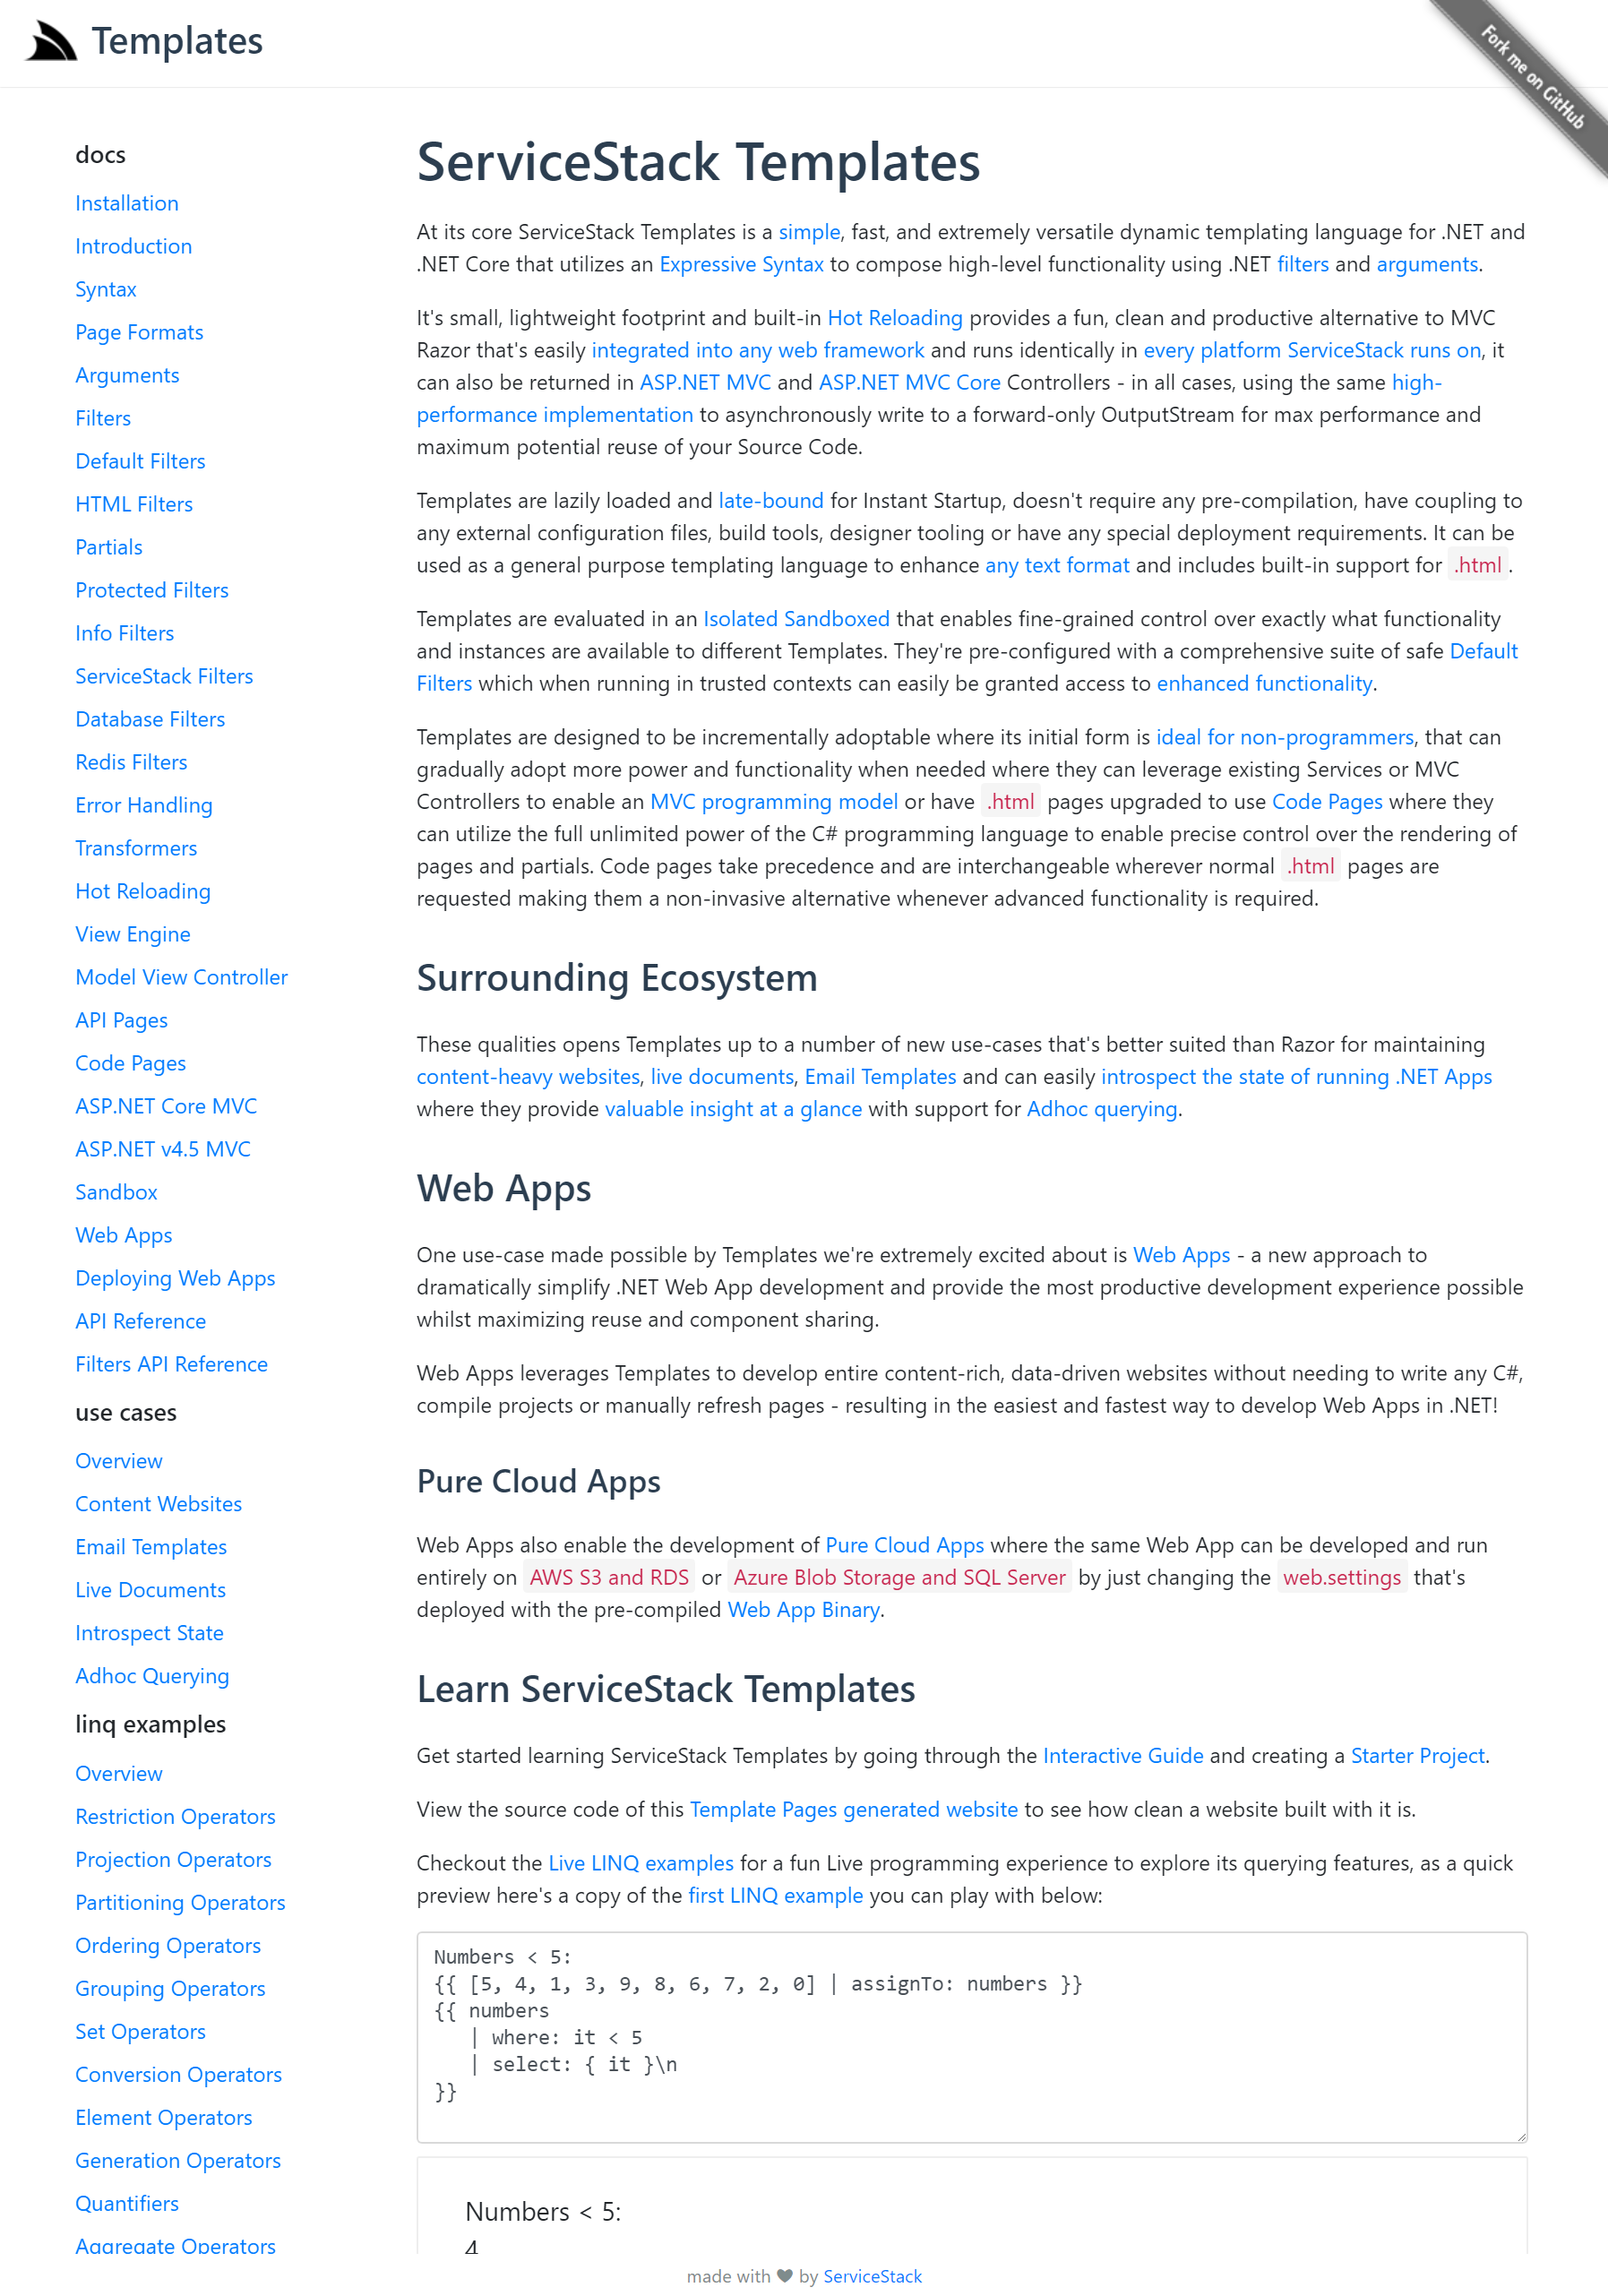 Templates
Fork me on GitHub
docs
Installation
Introduction
Syntax
Page Formats
Arguments
Filters
Default Filters
HTML Filters
Partials
Protected Filters
Info Filters
ServiceStack Filters
Database Filters
Redis Filters
Error Handling
Transformers
Hot Reloading
View Engine
Model View Controller
API Pages
Code Pages
ASP.NET Core MVC
ASP.NET v4.5 MVC
Sandbox
Web Apps
Deploying Web Apps
API Reference
Filters API Reference
use cases
Overview
Content Websites
Email Templates
Live Documents
Introspect State
Adhoc Querying
linq examples
Overview
Restriction Operators
Projection Operators
Partitioning Operators
Ordering Operators
Grouping Operators
Set Operators
Conversion Operators
Element Operators
Generation Operators
Quantifiers
Aggregate Operators
ServiceStack Templates
At its core ServiceStack Templates is a simple, fast, and extremely versatile dynamic templating language for .NET and
.NET Core that utilizes an Expressive Syntax to compose high-level functionality using .NET filters and arguments.
It's small, lightweight footprint and built-in Hot Reloading provides a fun, clean and productive alternative to MVC
Razor that's easily integrated into any web framework and runs identically in every platform ServiceStack runs on, it
can also be returned in ASP.NET MVC and ASP.NET MVC Core Controllers - in all cases, using the same high-
performance implementation to asynchronously write to a forward-only OutputStream for max performance and
maximum potential reuse of your Source Code.
Templates are lazily loaded and late-bound for Instant Startup, doesn't require any pre-compilation, have coupling to
any external configuration files, build tools, designer tooling or have any special deployment requirements. It can be
used as a general purpose templating language to enhance any text format and includes built-in support for .html.
Templates are evaluated in an Isolated Sandboxed that enables fine-grained control over exactly what functionality
and instances are available to different Templates. They're pre-configured with a comprehensive suite of safe Default
Filters which when running in trusted contexts can easily be granted access to enhanced functionality.
Templates are designed to be incrementally adoptable where its initial form is ideal for non-programmers, that can
gradually adopt more power and functionality when needed where they can leverage existing Services or MVC
Controllers to enable an MVC programming model or have .html pages upgraded to use Code Pages where they
can utilize the full unlimited power of the C# programming language to enable precise control over the rendering of
pages and partials. Code pages take precedence and are interchangeable wherever normal .html pages are
requested making them a non-invasive alternative whenever advanced functionality is required.
Surrounding Ecosystem
These qualities opens Templates up to a number of new use-cases that's better suited than Razor for maintaining
content-heavy websites, live documents, Email Templates and can easily introspect the state of running .NET Apps
where they provide valuable insight at a glance with support for Adhoc querying.
Web Apps
One use-case made possible by Templates we're extremely excited about is Web Apps - a new approach to
dramatically simplify .NET Web App development and provide the most productive development experience possible
whilst maximizing reuse and component sharing.
Web Apps leverages Templates to develop entire content-rich, data-driven websites without needing to write any C#,
compile projects or manually refresh pages - resulting in the easiest and fastest way to develop Web Apps in .NET!
Pure Cloud Apps
Web Apps also enable the development of Pure Cloud Apps where the same Web App can be developed and run
entirely on AWS S3 and RDS or Azure Blob Storage and SQL Server by just changing the web.settings that's
deployed with the pre-compiled Web App Binary.
Learn ServiceStack Templates
Get started learning ServiceStack Templates by going through the Interactive Guide and creating a Starter Project.
View the source code of this Template Pages generated website to see how clean a website built with it is.
Checkout the Live LINQ examples for a fun Live programming experience to explore its querying features, as a quick
preview here's a copy of the first LINQ example you can play with below:
Numbers < 5:
{{ [5, 4, 1, 3, 9, 8, 6, 7, 2, 0] | assignTo: numbers }}
{{ numbers
| where: it < 5
| select: { it }\n
}}
Numbers < 5:
4
made with ♥ by ServiceStack